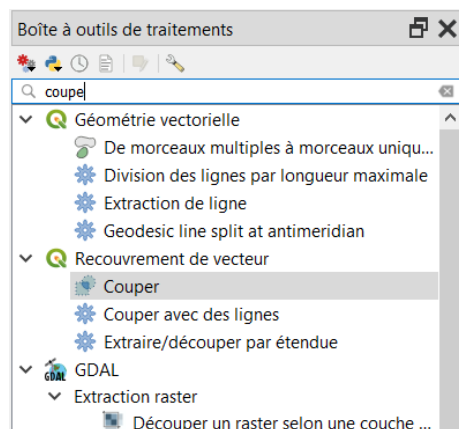 Boîte à outils de traitements
coupe
Géométrie vectorielle
De morceaux multiples à morceaux uniqu...
Division des lignes par longueur maximale
Extraction de ligne
Geodesic line split at antimeridian
Recouvrement de vecteur
Couper
Couper avec des lignes
Extraire/découper par étendue
GDAL GDAL
Extraction raster
Découper un raster selon une couche ...